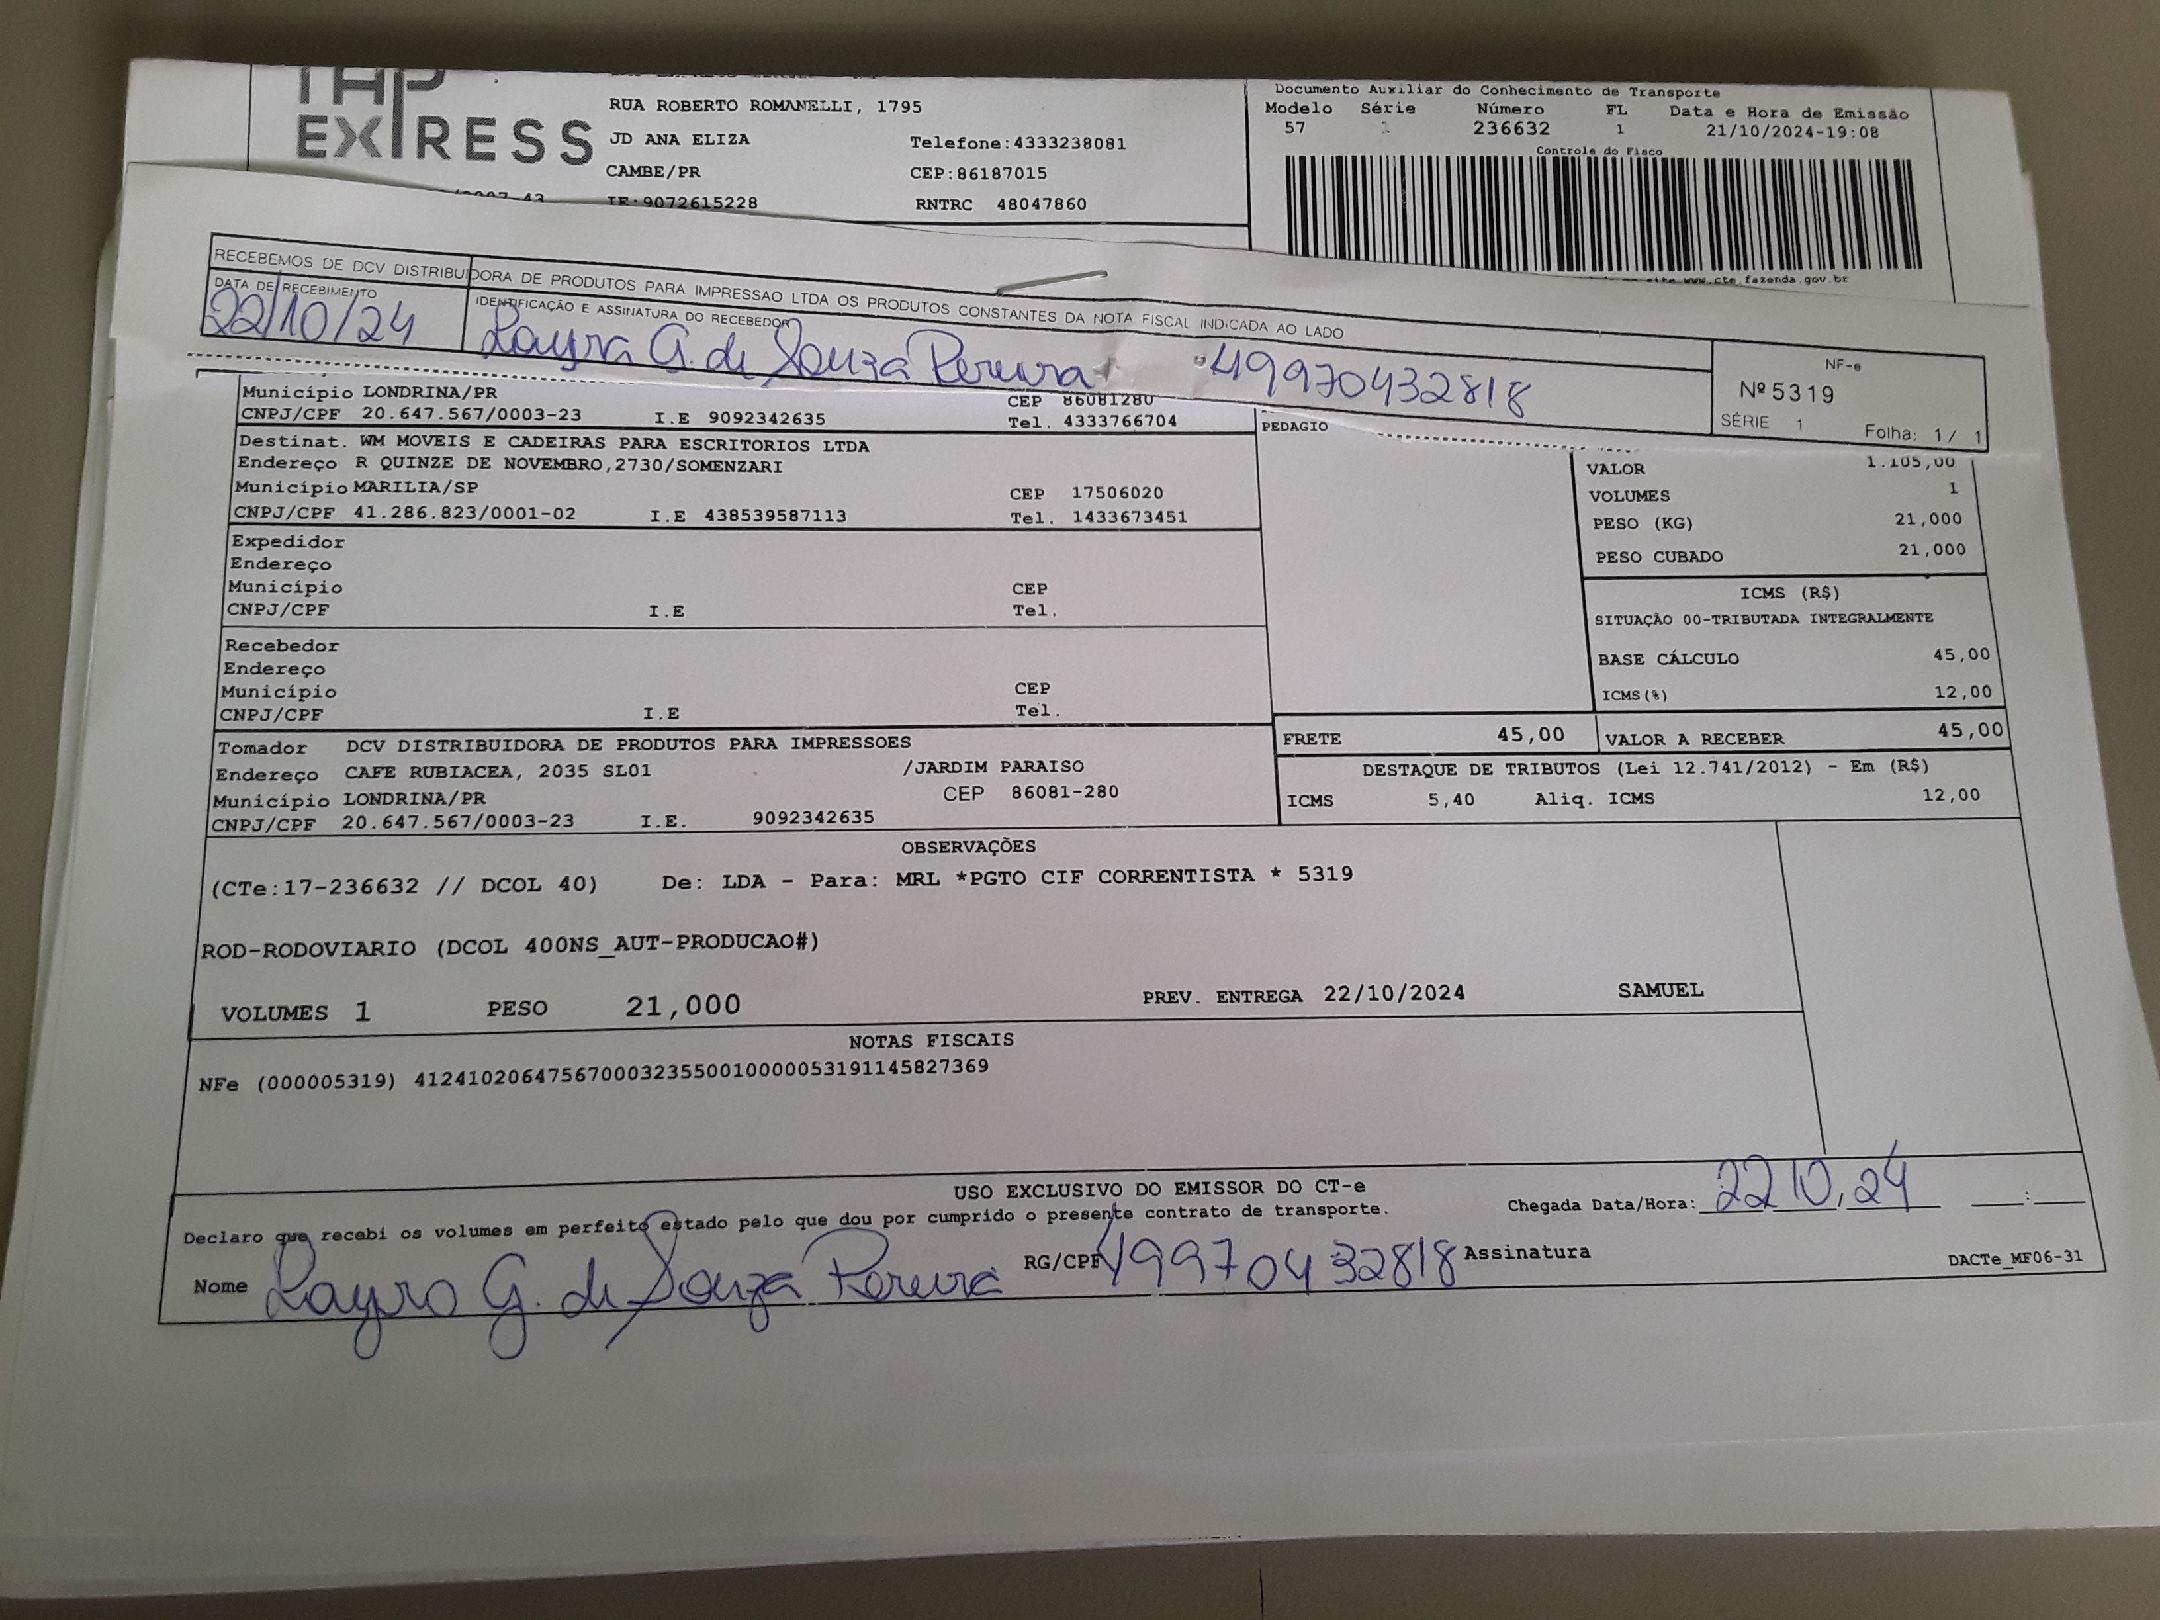 TAP
EXPRESS
RUA ROBERTO ROMANELLI, 1795
JD ANA ELIZA Telefone:4333238081
CAMBE/PR CEP:86187015
IE:9072615228 RNTRC 48047860
Documento Auxiliar do Conhecimento de Transporte
Modelo Série Número FL Data e Hora de Emissão
57 1 236632 1 21/10/2024-19:08
Controle do Fisco
site www.cte.fazenda.gov.br
RECEBEMOS DE DCV DISTRIBUIDORA DE PRODUTOS PARA IMPRESSAO LTDA OS PRODUTOS CONSTANTES DA NOTA FISCAL INDICADA AO LADO
DATA DE RECEBIMENTO IDENTIFICAÇÃO E ASSINATURA DO RECEBEDOR
22/10/24 Layra G. de Souza Pereira 49970432818
NF-e
Nº 5319
SÉRIE 1 Folha: 1 / 1
Município LONDRINA/PR CEP 86081280
CNPJ/CPF 20.647.567/0003-23 I.E 9092342635 Tel. 4333766704
Destinat. WM MOVEIS E CADEIRAS PARA ESCRITORIOS LTDA
Endereço R QUINZE DE NOVEMBRO,2730/SOMENZARI
Município MARILIA/SP CEP 17506020
CNPJ/CPF 41.286.823/0001-02 I.E 438539587113 Tel. 1433673451
Expedidor
Endereço
Município CEP
CNPJ/CPF I.E Tel.
Recebedor
Endereço
Município CEP
CNPJ/CPF I.E Tel.
Tomador DCV DISTRIBUIDORA DE PRODUTOS PARA IMPRESSOES
Endereço CAFE RUBIACEA, 2035 SL01 /JARDIM PARAISO
Município LONDRINA/PR CEP 86081-280
CNPJ/CPF 20.647.567/0003-23 I.E. 9092342635
PEDAGIO
VALOR 1.105,00
VOLUMES 1
PESO (KG) 21,000
PESO CUBADO 21,000
ICMS (R$)
SITUAÇÃO 00-TRIBUTADA INTEGRALMENTE
BASE CÁLCULO 45,00
ICMS(%) 12,00
FRETE 45,00 VALOR A RECEBER 45,00
DESTAQUE DE TRIBUTOS (Lei 12.741/2012) - Em (R$)
ICMS 5,40 Aliq. ICMS 12,00
OBSERVAÇÕES
(CTe:17-236632 // DCOL 40) De: LDA - Para: MRL *PGTO CIF CORRENTISTA * 5319
ROD-RODOVIARIO (DCOL 400NS_AUT-PRODUCAO#)
VOLUMES 1 PESO 21,000 PREV. ENTREGA 22/10/2024 SAMUEL
NOTAS FISCAIS
NFe (000005319) 41241020647567000323550010000053191145827369
USO EXCLUSIVO DO EMISSOR DO CT-e
Declaro que recebi os volumes em perfeito estado pelo que dou por cumprido o presente contrato de transporte. Chegada Data/Hora: 22 10, 24 :
Nome Layra G. de Souza Pereira RG/CPF 49970432818 Assinatura
DACTe_MF06-31